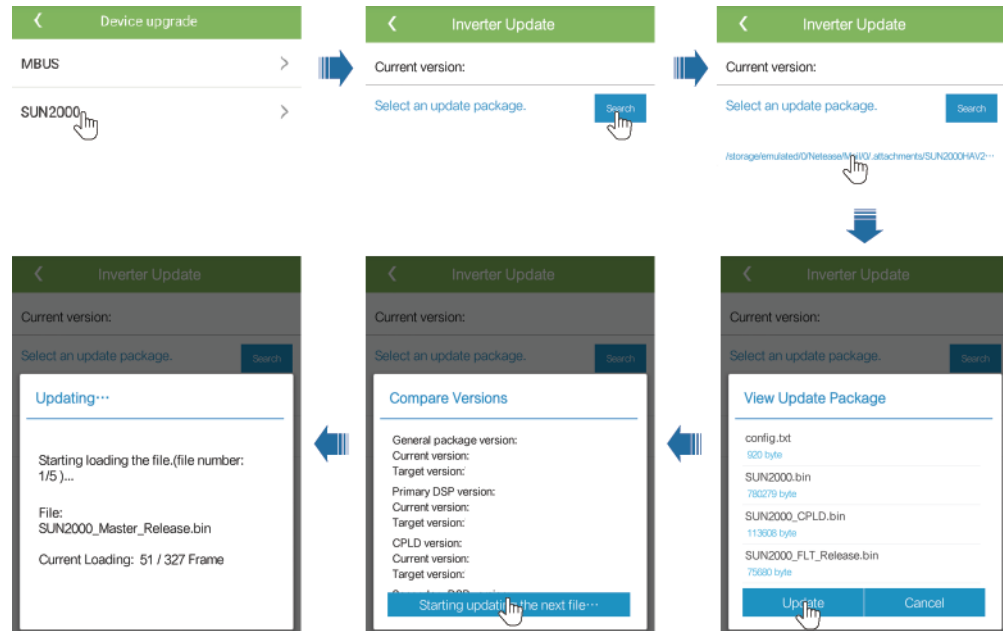 Device upgrade
MBUS
SUN2000
Inverter Update
Current version:
Select an update package.
Search
Inverter Update
Current version:
Select an update package.
Search
/storage/emulated/0/Netease/Mail/0/.attachments/SUN2000HAV2···
Inverter Update
Current version:
Select an update package.
Search
View Update Package
config.txt
920 byte
SUN2000.bin
780279 byte
SUN2000_CPLD.bin
113608 byte
SUN2000_FLT_Release.bin
75680 byte
Update
Cancel
Inverter Update
Current version:
Select an update package.
Search
Compare Versions
General package version:
Current version:
Target version:
Primary DSP version:
Current version:
Target version:
CPLD version:
Current version:
Target version:
Starting updating the next file···
Inverter Update
Current version:
Select an update package.
Search
Updating···
Starting loading the file.(file number:
1/5 )...
File:
SUN2000_Master_Release.bin
Current Loading: 51 / 327 Frame